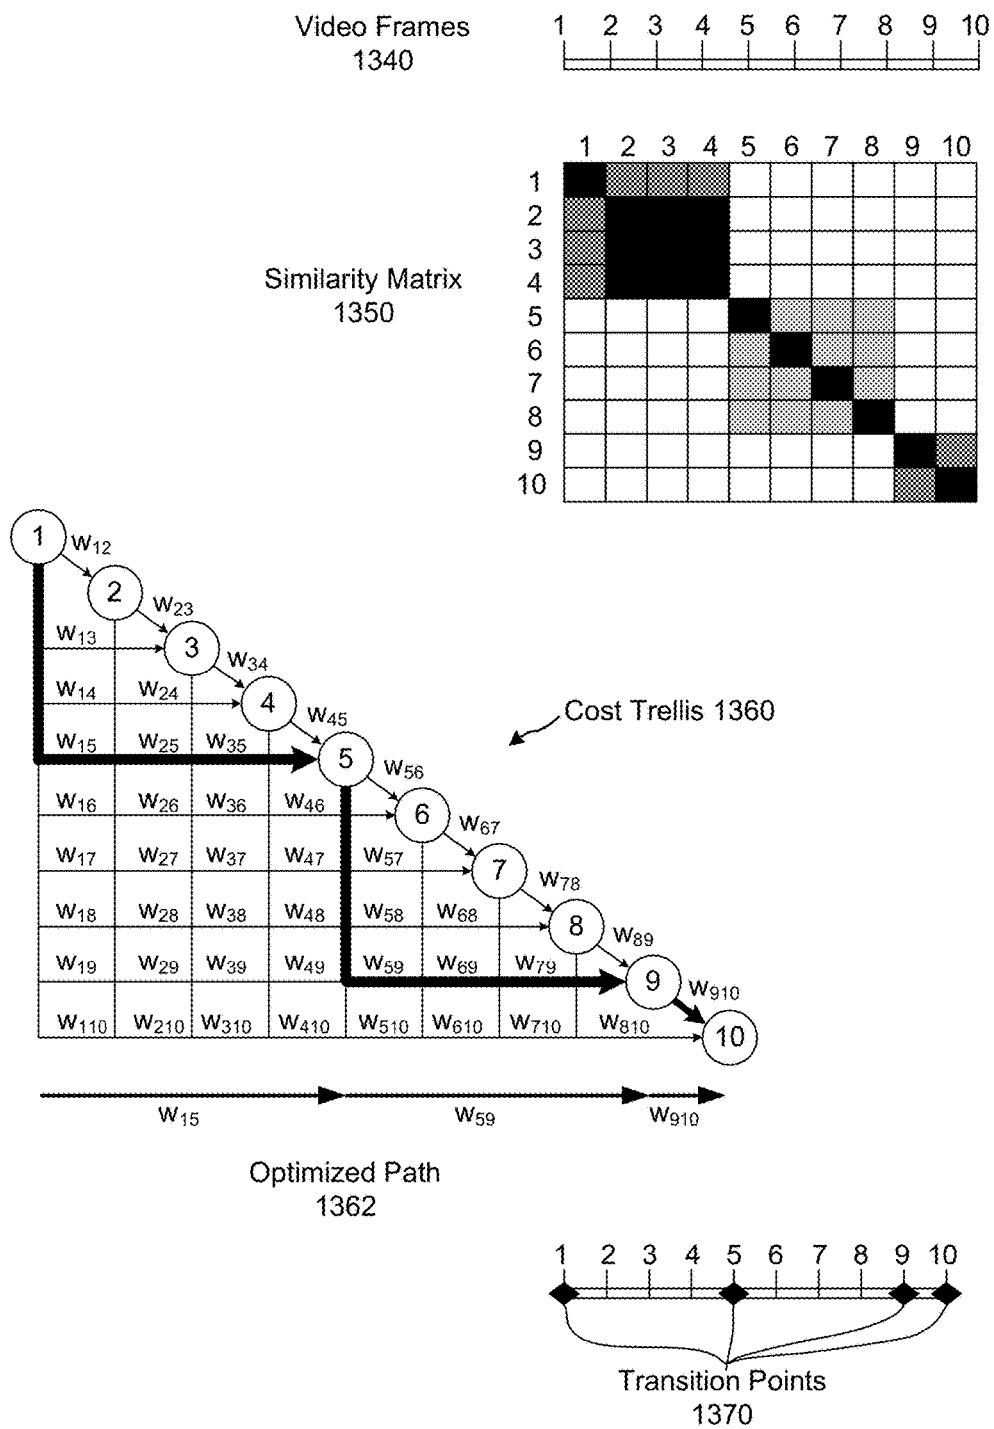 Video Frames
1340
1 2 3 4 5 6 7 8 9 10
1 2 3 4 5 6 7 8 9 10
1
2
3
4
5
6
7
8
9
10
Similarity Matrix
1350
1
w12
2
w23
w13
3
w34
w14 w24
4
w45
Cost Trellis 1360
w15 w25 w35
5
w56
w16 w26 w36 w46
6
w67
w17 w27 w37 w47 w57
7
w78
w18 w28 w38 w48 w58 w68
8
w89
w19 w29 w39 w49 w59 w69 w79
9
w910
w110 w210 w310 w410 w510 w610 w710 w810
10
w15 w59 w910
Optimized Path
1362
1 2 3 4 5 6 7 8 9 10
Transition Points
1370